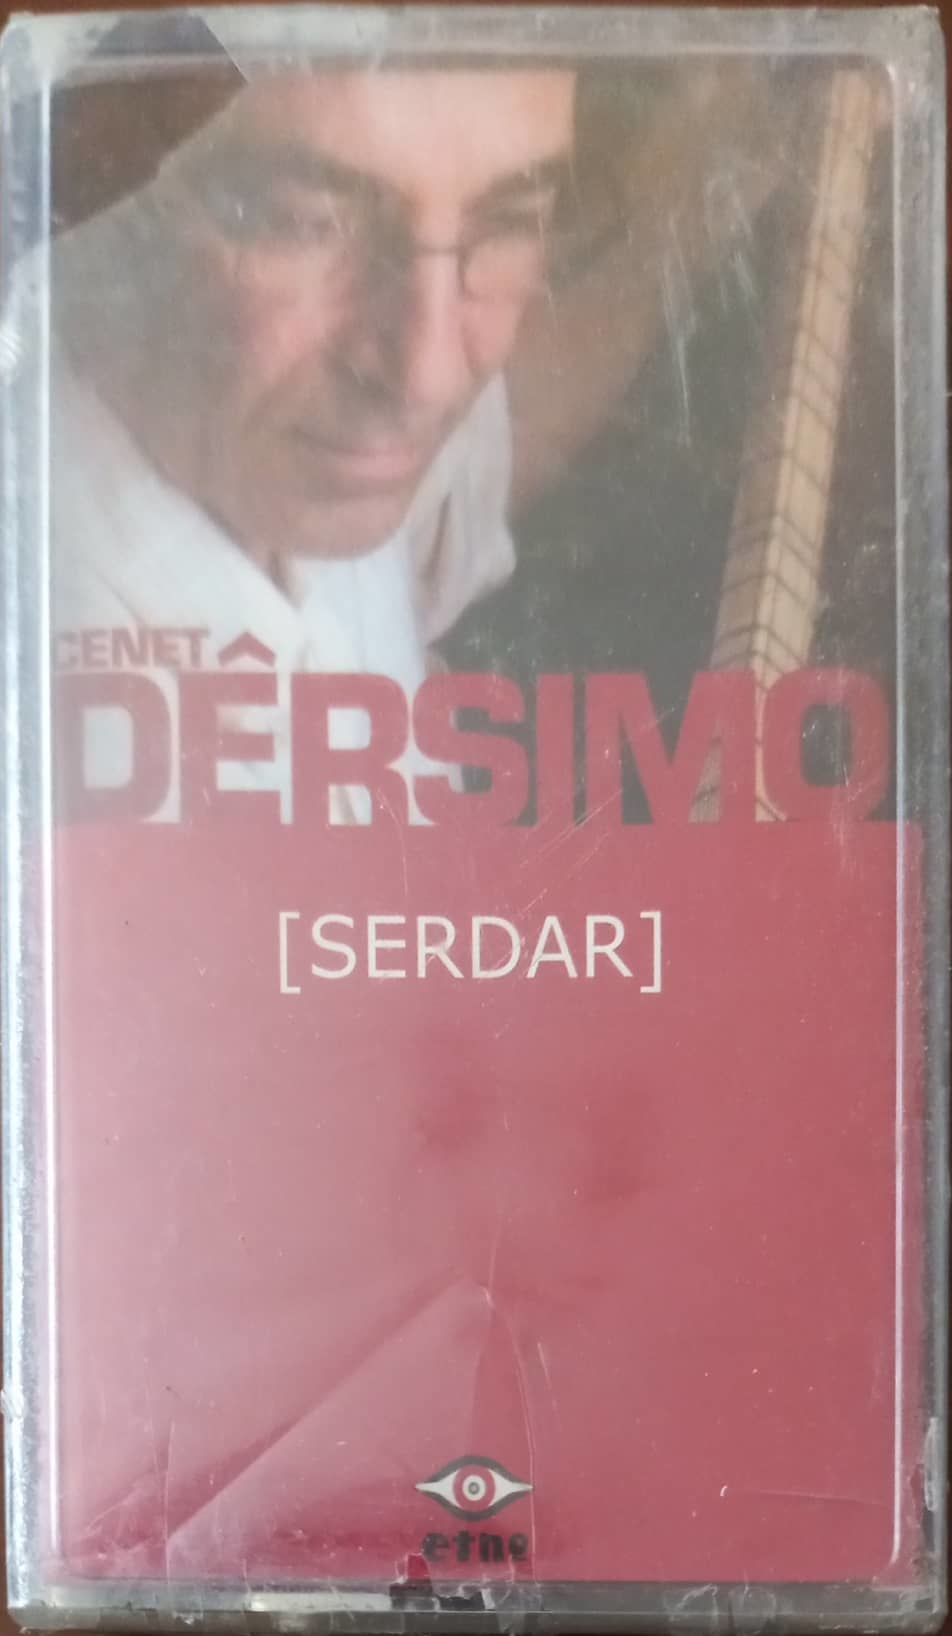 CENET
DÊRSIMO
[SERDAR]
etno